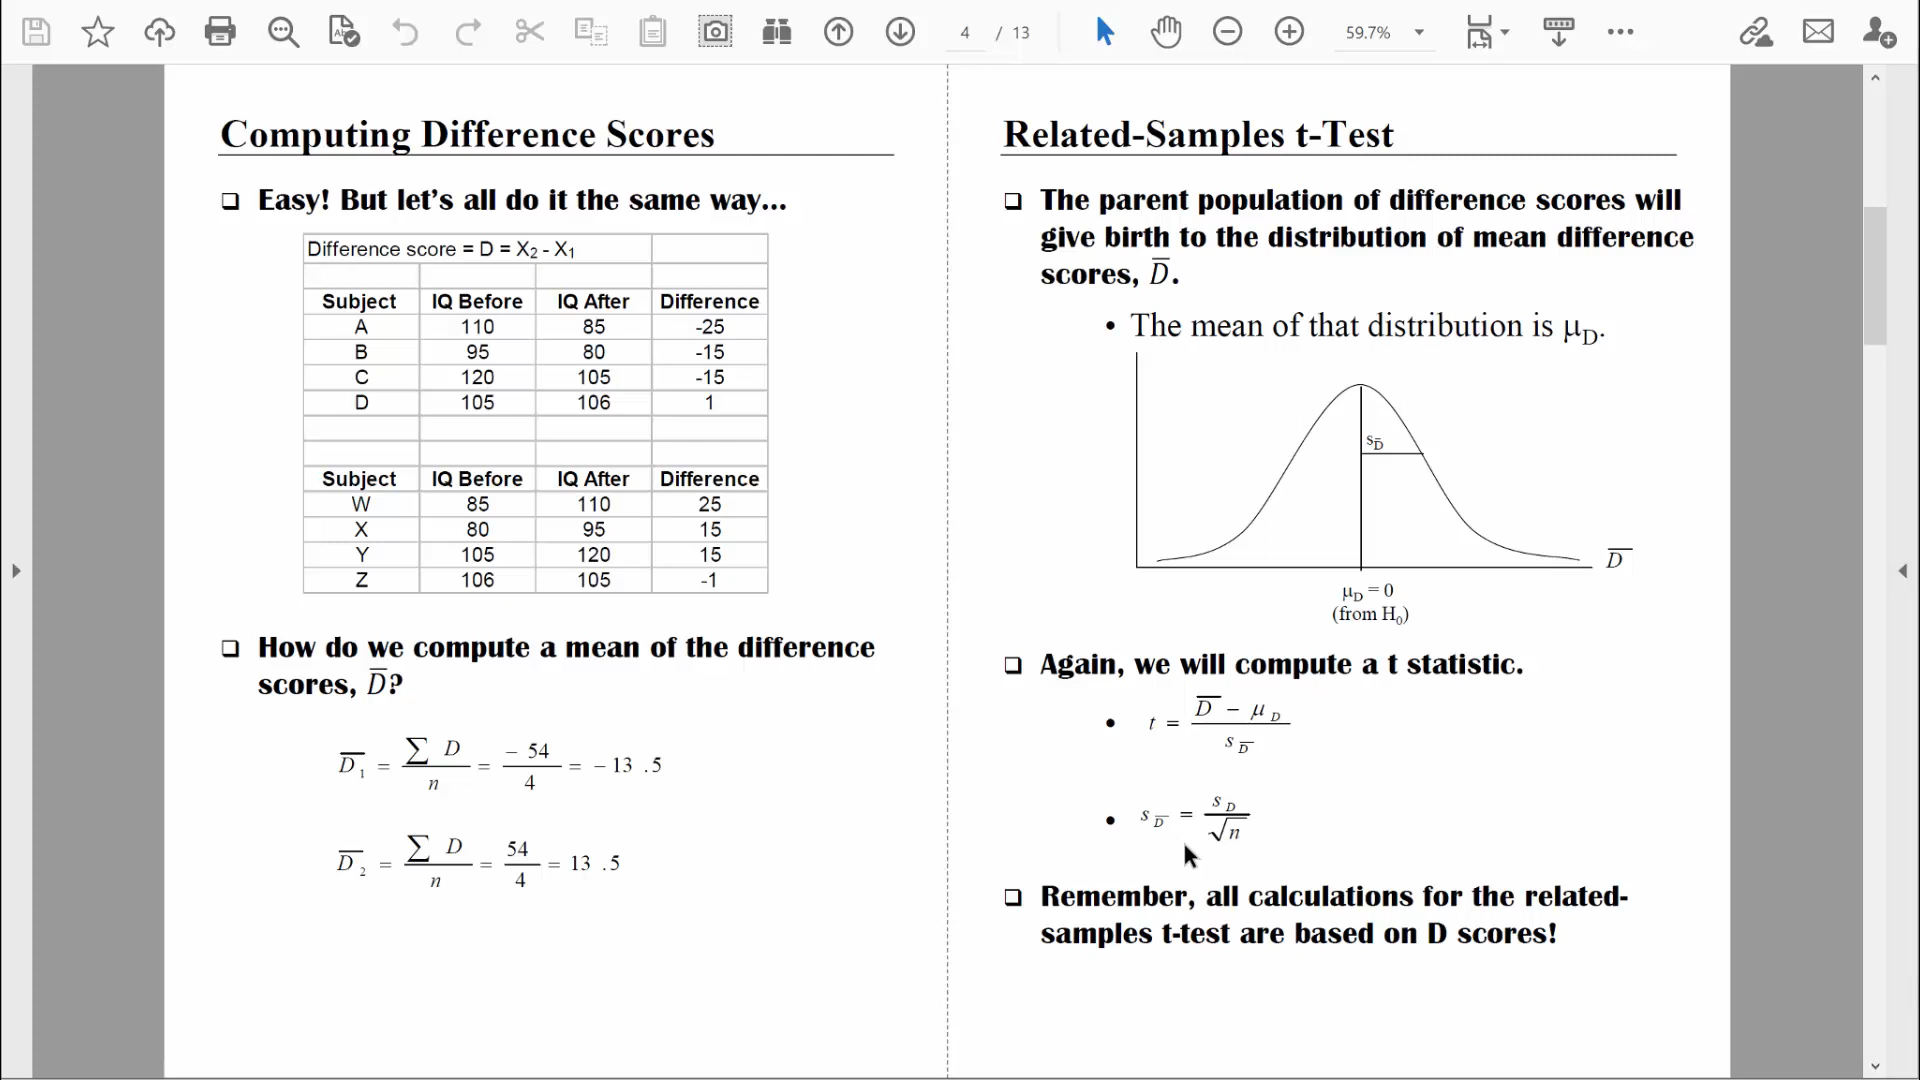 4 / 13
59.7%
Computing Difference Scores
❑ Easy! But let's all do it the same way...
Difference score = D = X₂ - X₁
Subject IQ Before IQ After Difference
A 110 85 -25
B 95 80 -15
C 120 105 -15
D 105 106 1
Subject IQ Before IQ After Difference
W 85 110 25
X 80 95 15
Y 105 120 15
Z 106 105 -1
❑ How do we compute a mean of the difference
scores, D̅?
D̅₁ = ∑ D / n = - 54 / 4 = - 13 .5
D̅₂ = ∑ D / n = 54 / 4 = 13 .5
Related-Samples t-Test
❑ The parent population of difference scores will
give birth to the distribution of mean difference
scores, D̅.
• The mean of that distribution is μD.
sD̅
D̅
μD = 0
(from H₀)
❑ Again, we will compute a t statistic.
• t = D̅ - μD / sD̅
• sD̅ = sD / √n
❑ Remember, all calculations for the related-
samples t-test are based on D scores!